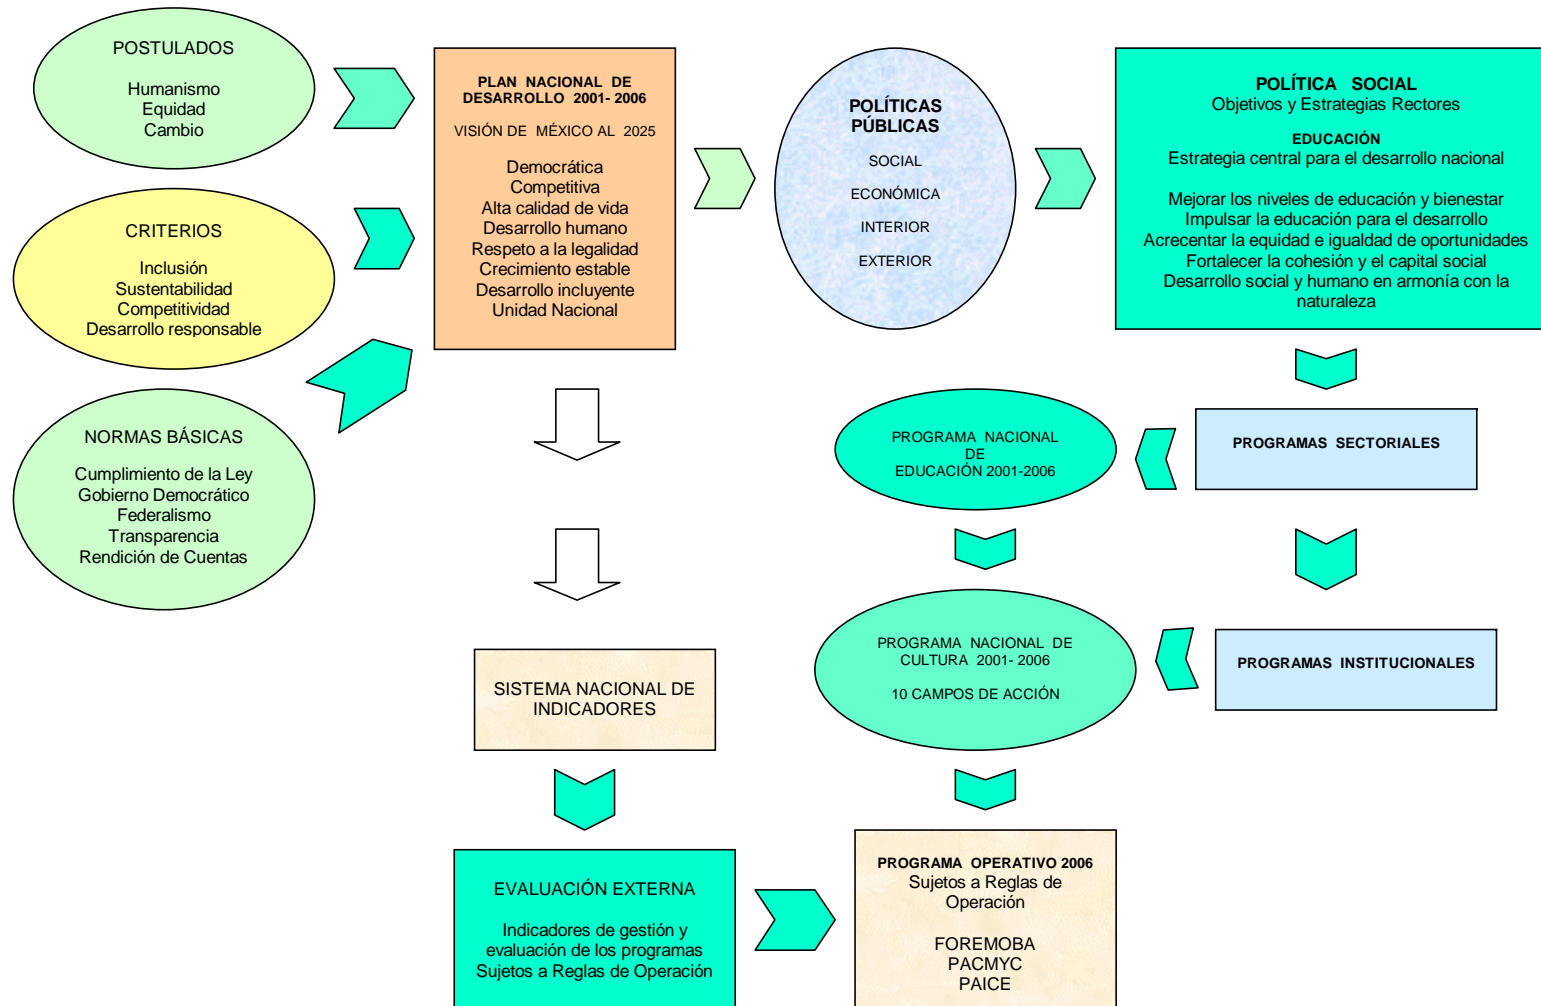 POSTULADOS
Humanismo
Equidad
Cambio
CRITERIOS
Inclusión
Sustentabilidad
Competitividad
Desarrollo responsable
NORMAS BÁSICAS
Cumplimiento de la Ley
Gobierno Democrático
Federalismo
Transparencia
Rendición de Cuentas
PLAN NACIONAL DE
DESARROLLO 2001- 2006
VISIÓN DE MÉXICO AL 2025
Democrática
Competitiva
Alta calidad de vida
Desarrollo humano
Respeto a la legalidad
Crecimiento estable
Desarrollo incluyente
Unidad Nacional
POLÍTICAS
PÚBLICAS
SOCIAL
ECONÓMICA
INTERIOR
EXTERIOR
POLÍTICA SOCIAL
Objetivos y Estrategias Rectores
EDUCACIÓN
Estrategia central para el desarrollo nacional
Mejorar los niveles de educación y bienestar
Impulsar la educación para el desarrollo
Acrecentar la equidad e igualdad de oportunidades
Fortalecer la cohesión y el capital social
Desarrollo social y humano en armonía con la
naturaleza
PROGRAMA NACIONAL
DE
EDUCACIÓN 2001-2006
PROGRAMAS SECTORIALES
PROGRAMA NACIONAL DE
CULTURA 2001- 2006
10 CAMPOS DE ACCIÓN
PROGRAMAS INSTITUCIONALES
SISTEMA NACIONAL DE
INDICADORES
EVALUACIÓN EXTERNA
Indicadores de gestión y
evaluación de los programas
Sujetos a Reglas de Operación
PROGRAMA OPERATIVO 2006
Sujetos a Reglas de
Operación
FOREMOBA
PACMYC
PAICE